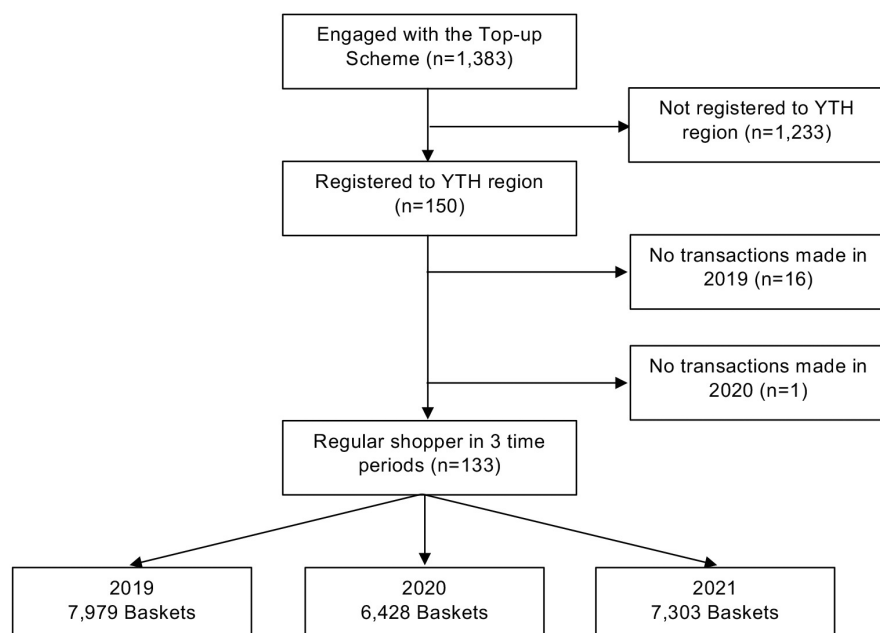 Engaged with the Top-up
Scheme (n=1,383)
Not registered to YTH
region (n=1,233)
Registered to YTH region
(n=150)
No transactions made in
2019 (n=16)
No transactions made in
2020 (n=1)
Regular shopper in 3 time
periods (n=133)
2019
7,979 Baskets
2020
6,428 Baskets
2021
7,303 Baskets